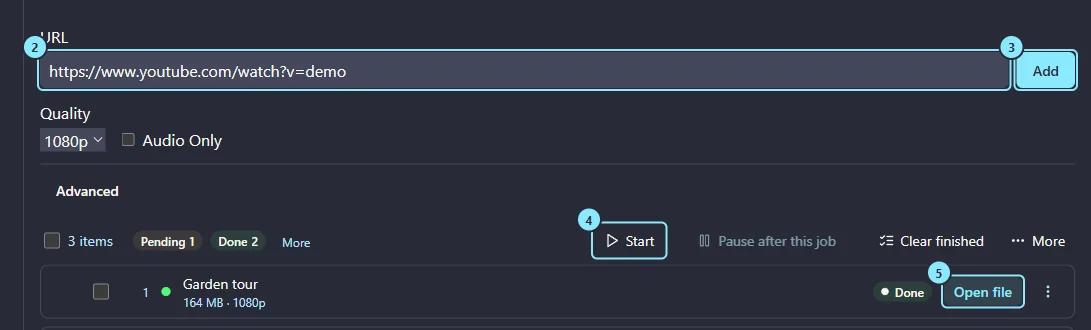 URL
2
https://www.youtube.com/watch?v=demo
3
Add
Quality
1080p
Audio Only
Advanced
3 items
Pending 1
Done 2
More
4
Start
Pause after this job
Clear finished
More
1
Garden tour
164 MB · 1080p
Done
5
Open file